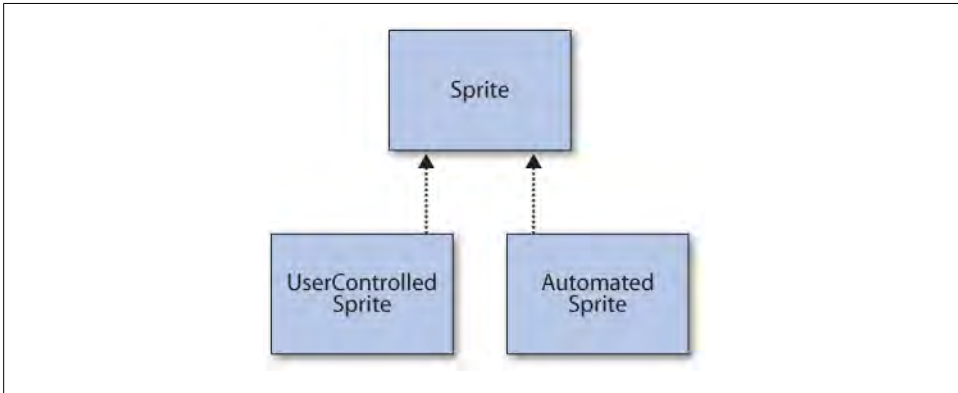 Sprite
UserControlled
Sprite
Automated
Sprite